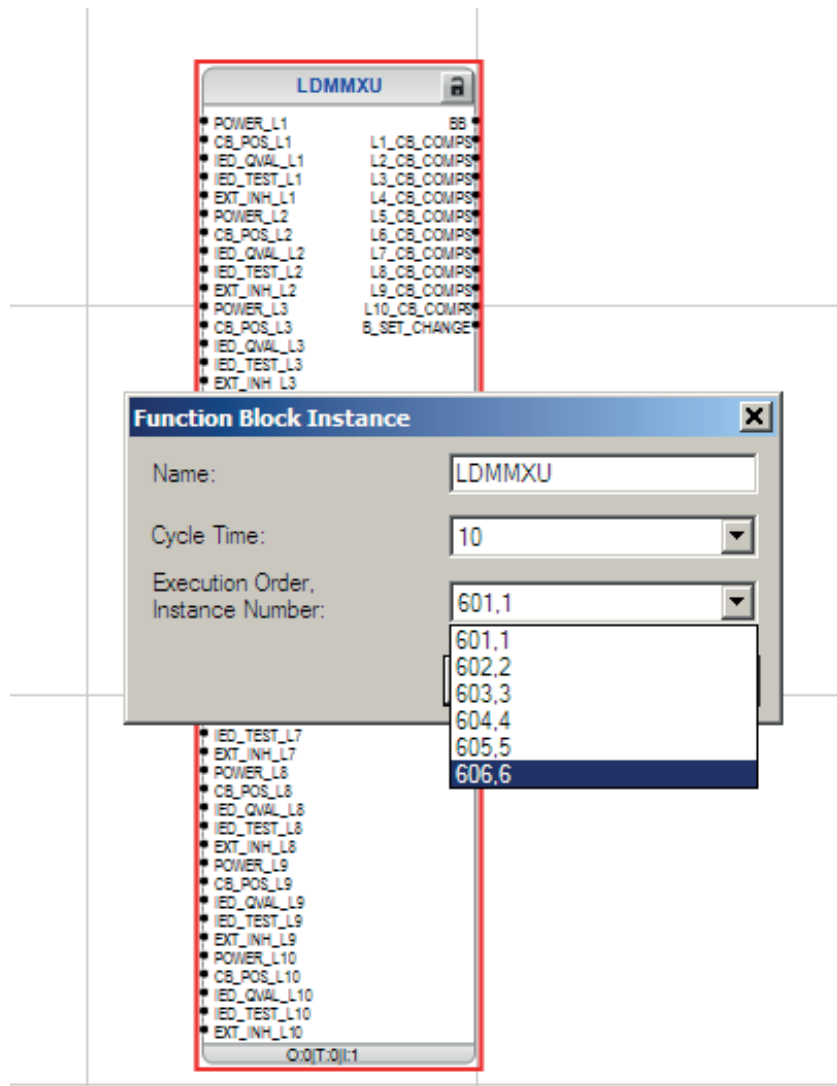 LDMMXU
POWER_L1 BB
CB_POS_L1 L1_CB_COMPS
IED_QVAL_L1 L2_CB_COMPS
IED_TEST_L1 L3_CB_COMPS
EXT_INH_L1 L4_CB_COMPS
POWER_L2 L5_CB_COMPS
CB_POS_L2 L6_CB_COMPS
IED_QVAL_L2 L7_CB_COMPS
IED_TEST_L2 L8_CB_COMPS
EXT_INH_L2 L9_CB_COMPS
POWER_L3 L10_CB_COMPS
CB_POS_L3 B_SET_CHANGE
IED_QVAL_L3
IED_TEST_L3
EXT_INH_L3
Function Block Instance
Name: LDMMXU
Cycle Time: 10
Execution Order,
Instance Number: 601,1
601,1
602,2
603,3
604,4
605,5
606,6
IED_TEST_L7
EXT_INH_L7
POWER_L8
CB_POS_L8
IED_QVAL_L8
IED_TEST_L8
EXT_INH_L8
POWER_L9
CB_POS_L9
IED_QVAL_L9
IED_TEST_L9
EXT_INH_L9
POWER_L10
CB_POS_L10
IED_QVAL_L10
IED_TEST_L10
EXT_INH_L10
O:0|T:0|I:1